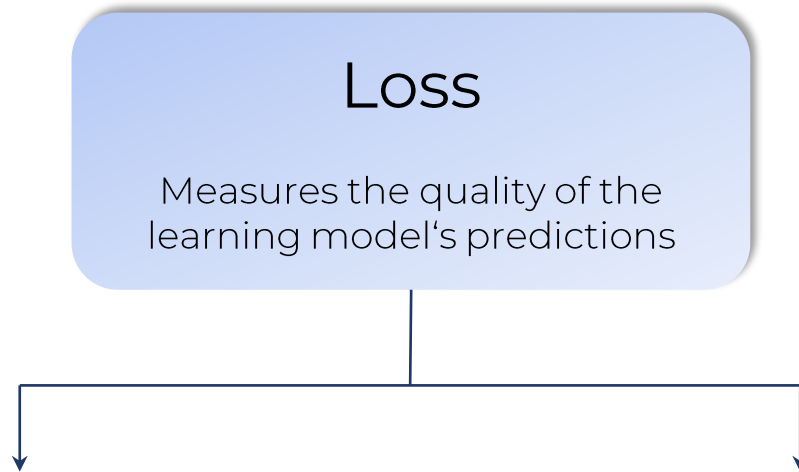 Loss
Measures the quality of the
learning model‘s predictions